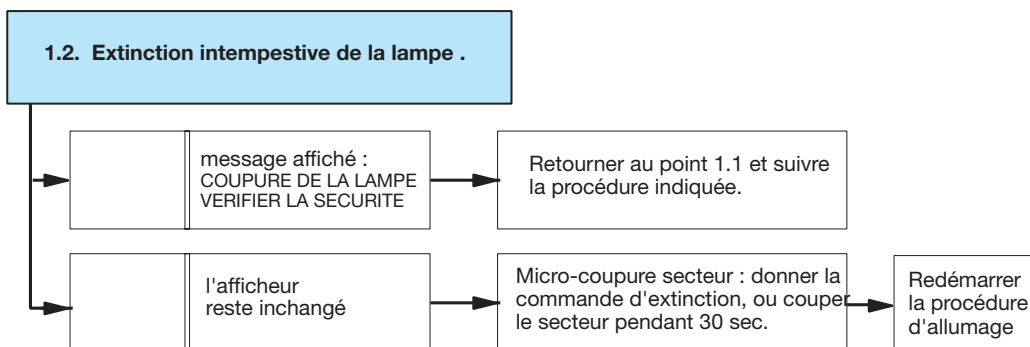 1.2. Extinction intempestive de la lampe .
message affiché :
COUPURE DE LA LAMPE
VERIFIER LA SECURITE
Retourner au point 1.1 et suivre
la procédure indiquée.
l'afficheur
reste inchangé
Micro-coupure secteur : donner la
commande d'extinction, ou couper
le secteur pendant 30 sec.
Redémarrer
la procédure
d'allumage